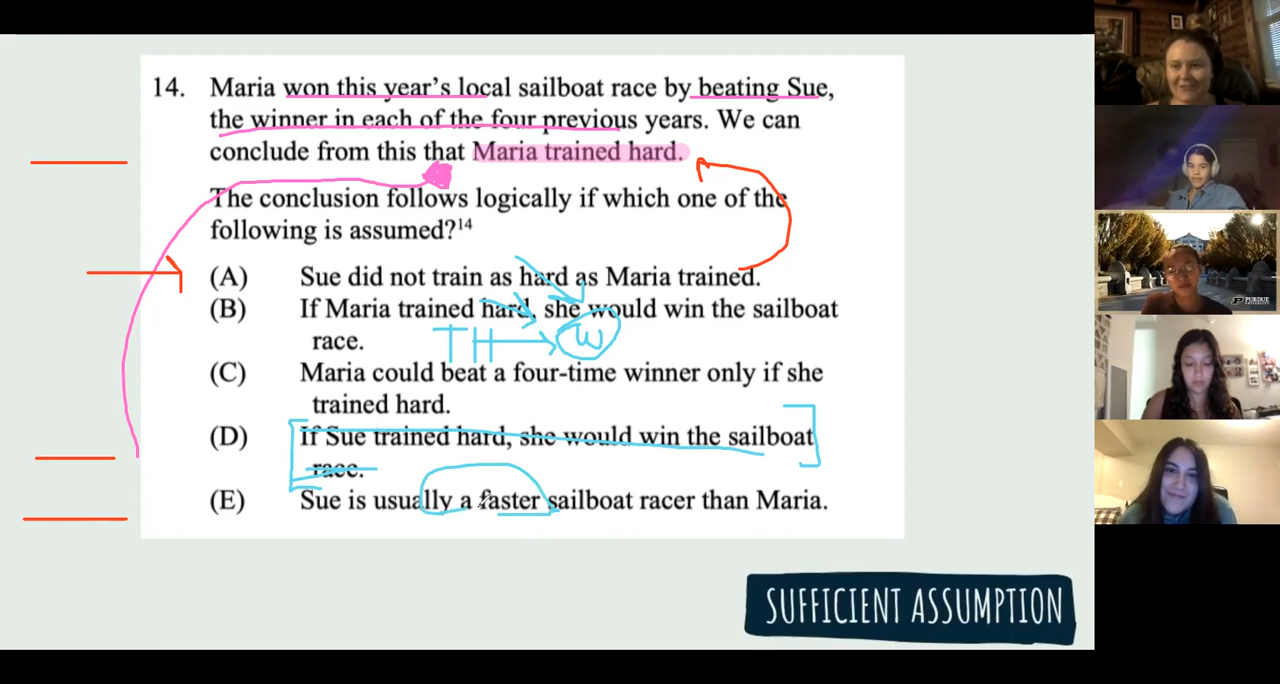 14. Maria won this year's local sailboat race by beating Sue,
the winner in each of the four previous years. We can
conclude from this that Maria trained hard.
The conclusion follows logically if which one of the
following is assumed?14
(A) Sue did not train as hard as Maria trained.
(B) If Maria trained hard, she would win the sailboat
race.
TH → W
(C) Maria could beat a four-time winner only if she
trained hard.
(D) If Sue trained hard, she would win the sailboat
race.
(E) Sue is usually a faster sailboat racer than Maria.
SUFFICIENT ASSUMPTION
PURDUE